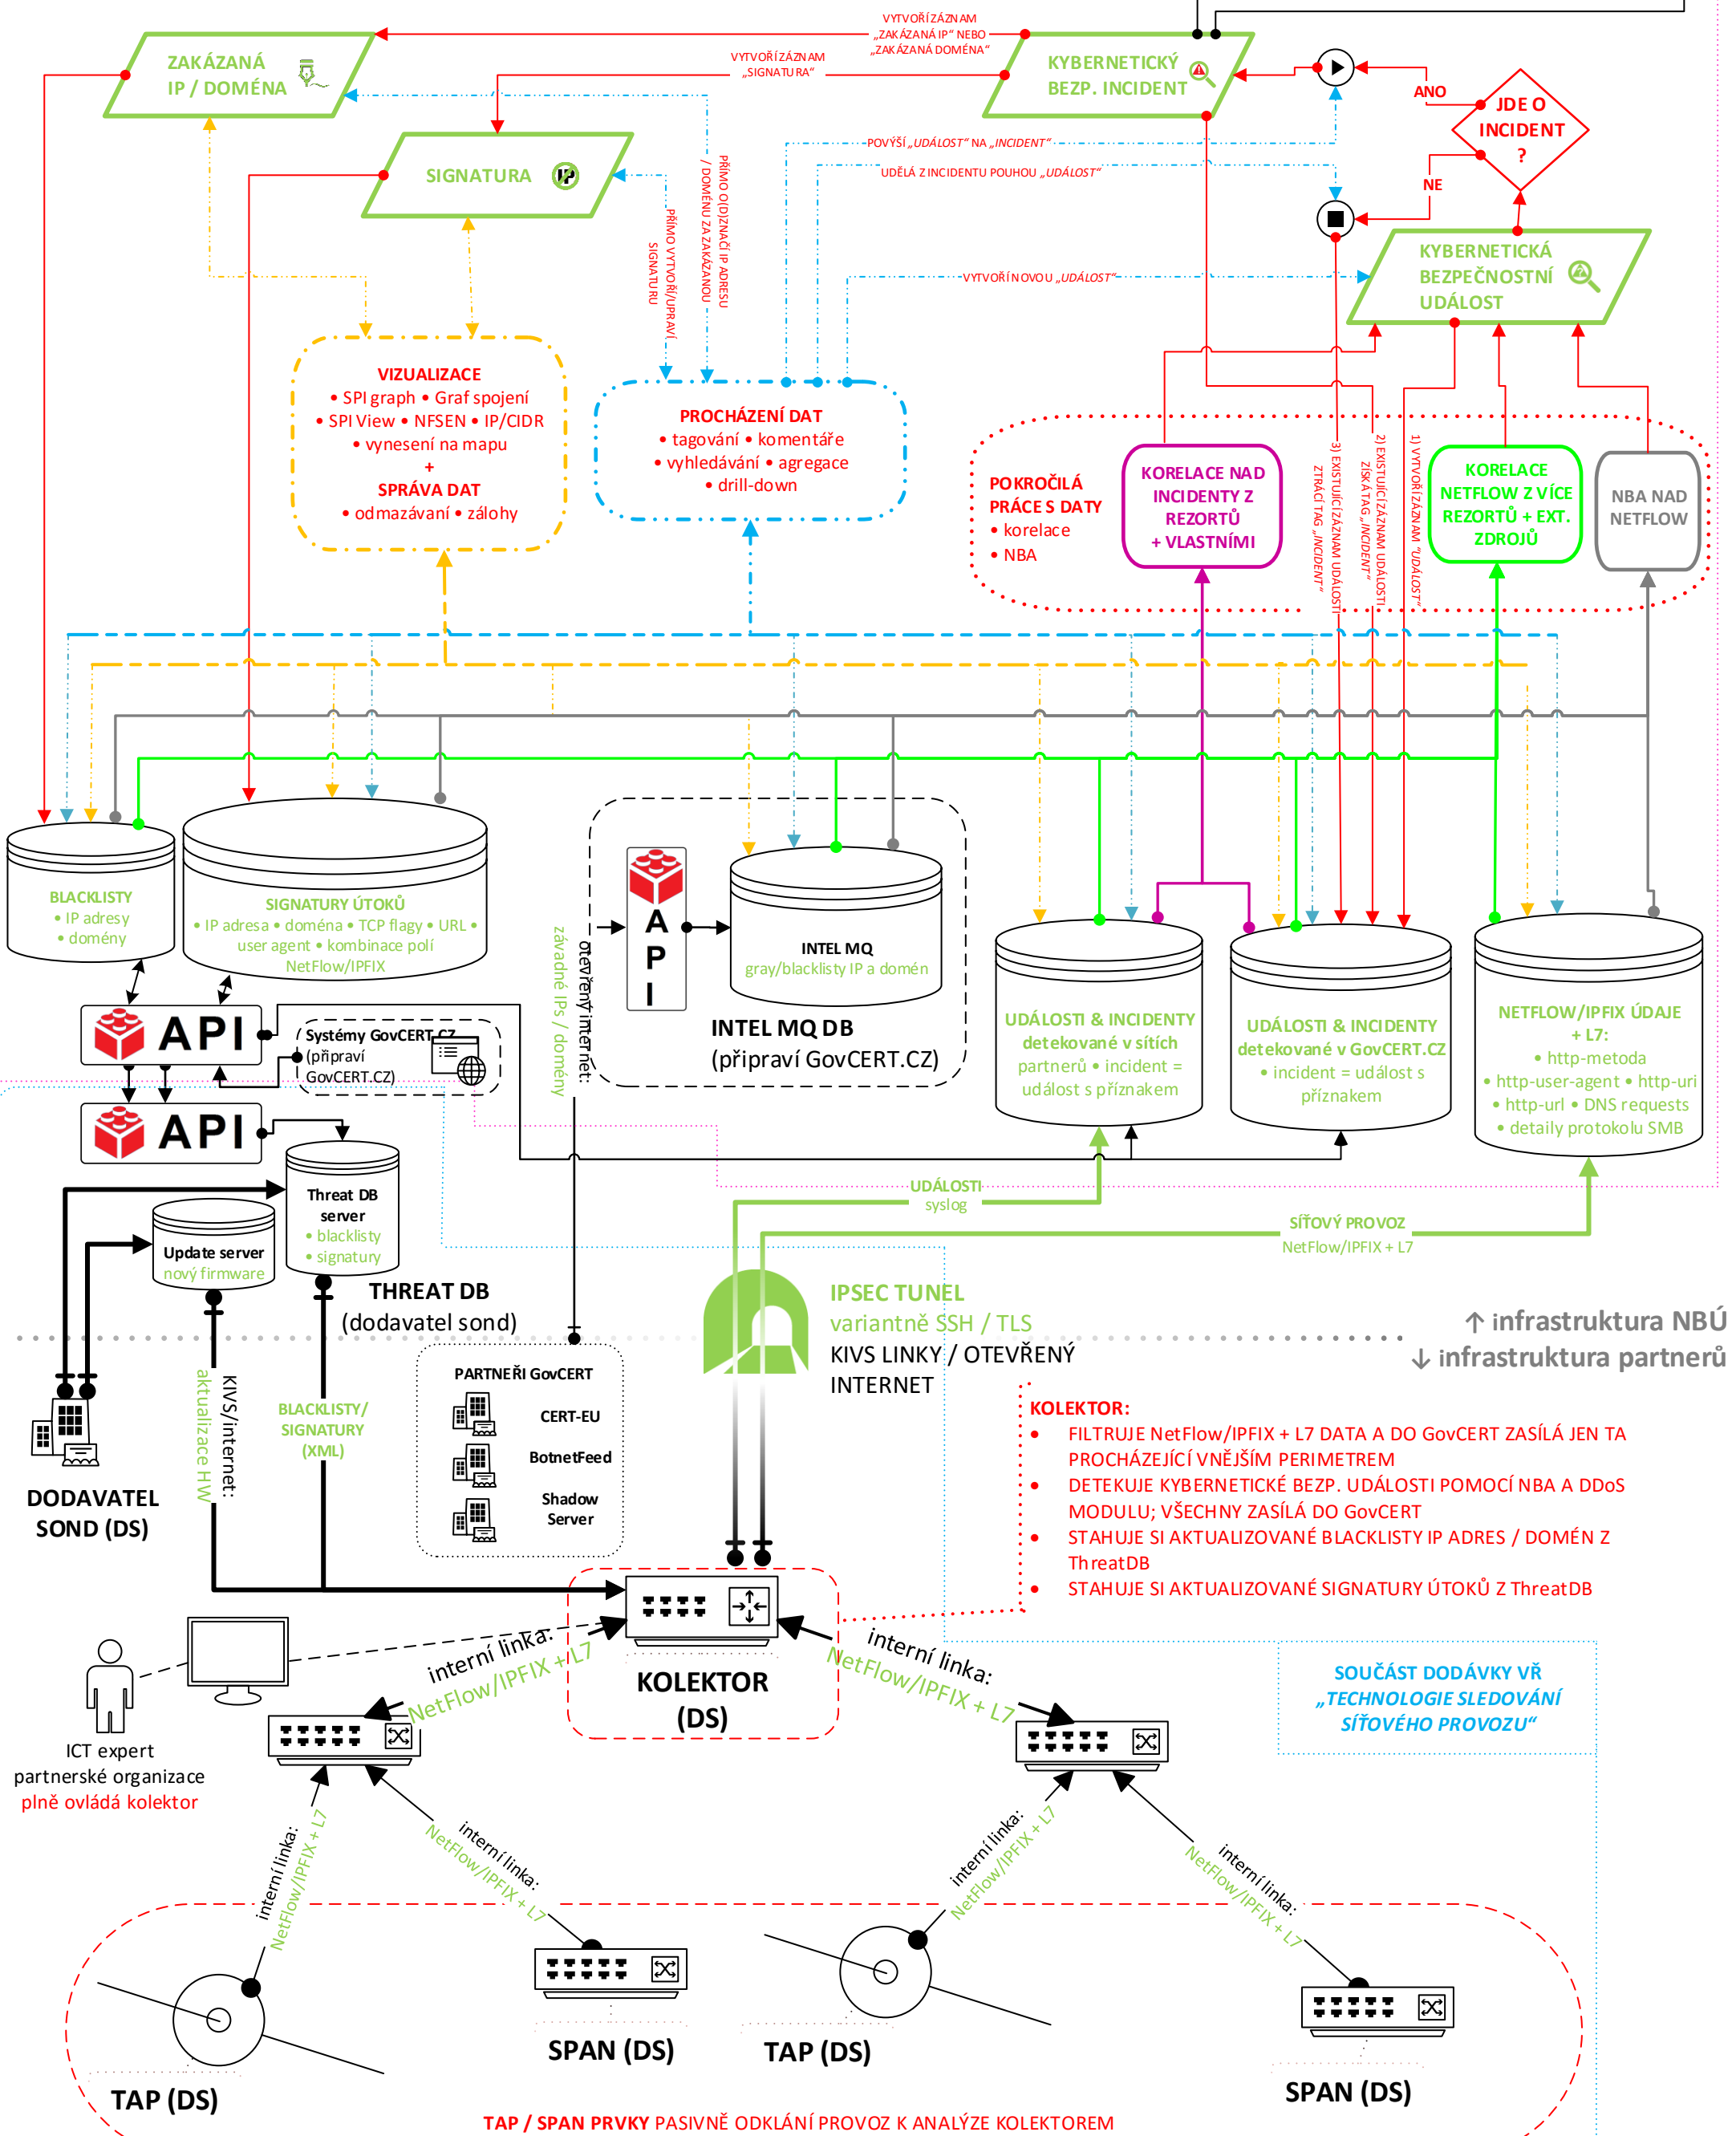 VYTVOŘÍ ZÁZNAM
„ZAKÁZANÁ IP“ NEBO
„ZAKÁZANÁ DOMÉNA“
ZAKÁZANÁ
IP / DOMÉNA
VYTVOŘÍ ZÁZNAM
„SIGNATURA“
KYBERNETICKÝ
BEZP. INCIDENT
ANO
JDE O
INCIDENT
?
NE
SIGNATURA
IP
POVÝŠÍ „UDÁLOST“ NA „INCIDENT“
UDĚLÁ Z INCIDENTU POUHOU „UDÁLOST“
PŘÍMO O(D)ZNAČÍ IP ADRESU
/ DOMÉNU ZA ZAKÁZANOU
PŘÍMO VYTVOŘÍ/UPRAVÍ
SIGNATURU
VYTVOŘÍ NOVOU „UDÁLOST“
KYBERNETICKÁ
BEZPEČNOSTNÍ
UDÁLOST
VIZUALIZACE
• SPI graph • Graf spojení
• SPI View • NFSEN • IP/CIDR
• vynesení na mapu
+
SPRÁVA DAT
• odmazávaní • zálohy
PROCHÁZENÍ DAT
• tagování • komentáře
• vyhledávání • agregace
• drill-down
POKROČILÁ
PRÁCE S DATY
• korelace
• NBA
KORELACE NAD
INCIDENTY Z
REZORTŮ
+ VLASTNÍMI
3) EXISTUJÍCÍ ZÁZNAM UDÁLOSTI
ZTRÁCÍ TAG „INCIDENT“
2) EXISTUJÍCÍ ZÁZNAM UDÁLOSTI
ZÍSKÁ TAG „INCIDENT“
1) VYTVOŘÍ ZÁZNAM “UDÁLOST“
KORELACE
NETFLOW Z VÍCE
REZORTŮ + EXT.
ZDROJŮ
NBA NAD
NETFLOW
BLACKLISTY
• IP adresy
• domény
SIGNATURY ÚTOKŮ
• IP adresa • doména • TCP flagy • URL •
user agent • kombinace polí
NetFlow/IPFIX
otevřený internet:
závadné IPs / domény
A
P
I
INTEL MQ
gray/blacklisty IP a domén
INTEL MQ DB
(připraví GovCERT.CZ)
UDÁLOSTI & INCIDENTY
detekované v sítích
partnerů • incident =
událost s příznakem
UDÁLOSTI & INCIDENTY
detekované v GovCERT.CZ
• incident = událost s
příznakem
NETFLOW/IPFIX ÚDAJE
+ L7:
• http-metoda
• http-user-agent • http-uri
• http-url • DNS requests
• detaily protokolu SMB
API
Systémy GovCERT.CZ
(připraví
GovCERT.CZ)
API
Threat DB
server
• blacklisty
• signatury
Update server
nový firmware
THREAT DB
(dodavatel sond)
UDÁLOSTI
syslog
SÍŤOVÝ PROVOZ
NetFlow/IPFIX + L7
IPSEC TUNEL
variantně SSH / TLS
KIVS LINKY / OTEVŘENÝ
INTERNET
↑ infrastruktura NBÚ
↓ infrastruktura partnerů
DODAVATEL
SOND (DS)
KIVS/internet:
aktualizace HW
BLACKLISTY/
SIGNATURY
(XML)
PARTNEŘI GovCERT
CERT-EU
BotnetFeed
Shadow
Server
KOLEKTOR:
• FILTRUJE NetFlow/IPFIX + L7 DATA A DO GovCERT ZASÍLÁ JEN TA
PROCHÁZEJÍCÍ VNĚJŠÍM PERIMETREM
• DETEKUJE KYBERNETICKÉ BEZP. UDÁLOSTI POMOCÍ NBA A DDoS
MODULU; VŠECHNY ZASÍLÁ DO GovCERT
• STAHUJE SI AKTUALIZOVANÉ BLACKLISTY IP ADRES / DOMÉN Z
ThreatDB
• STAHUJE SI AKTUALIZOVANÉ SIGNATURY ÚTOKŮ Z ThreatDB
interní linka:
NetFlow/IPFIX + L7
KOLEKTOR
(DS)
interní linka:
NetFlow/IPFIX + L7
SOUČÁST DODÁVKY VŘ
„TECHNOLOGIE SLEDOVÁNÍ
SÍŤOVÉHO PROVOZU“
ICT expert
partnerské organizace
plně ovládá kolektor
interní linka:
NetFlow/IPFIX + L7
interní linka:
NetFlow/IPFIX + L7
interní linka:
NetFlow/IPFIX + L7
interní linka:
NetFlow/IPFIX + L7
TAP (DS)
SPAN (DS)
TAP (DS)
SPAN (DS)
TAP / SPAN PRVKY PASIVNĚ ODKLÁNÍ PROVOZ K ANALÝZE KOLEKTOREM